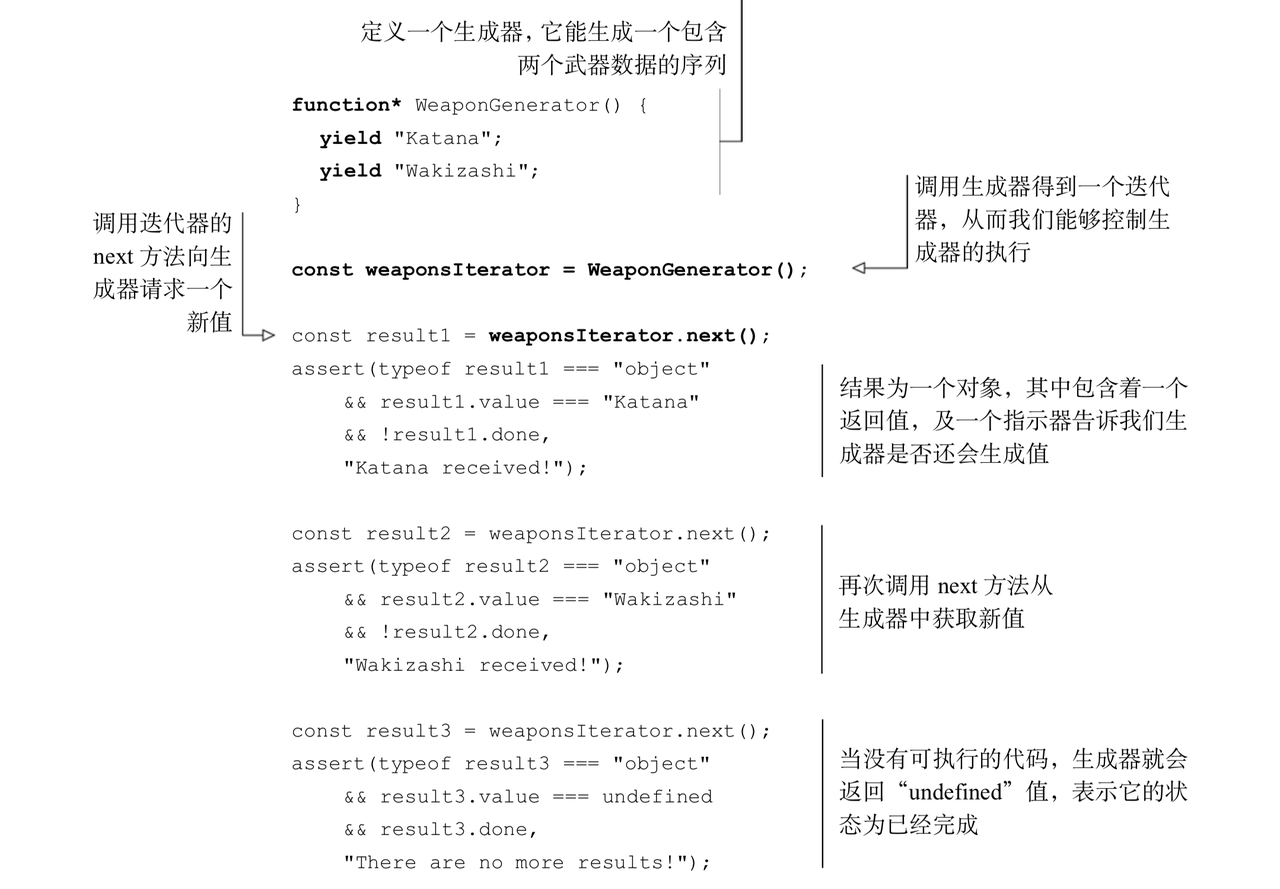 定义一个生成器，它能生成一个包含
两个武器数据的序列
function* WeaponGenerator() {
yield "Katana";
yield "Wakizashi";
}
调用生成器得到一个迭代
器，从而我们能够控制生
成器的执行
const weaponsIterator = WeaponGenerator();
调用迭代器的
next 方法向生
成器请求一个
新值
const result1 = weaponsIterator.next();
assert(typeof result1 === "object"
&& result1.value === "Katana"
&& !result1.done,
"Katana received!");
结果为一个对象，其中包含着一个
返回值，及一个指示器告诉我们生
成器是否还会生成值
const result2 = weaponsIterator.next();
assert(typeof result2 === "object"
&& result2.value === "Wakizashi"
&& !result2.done,
"Wakizashi received!");
再次调用 next 方法从
生成器中获取新值
const result3 = weaponsIterator.next();
assert(typeof result3 === "object"
&& result3.value === undefined
&& result3.done,
"There are no more results!");
当没有可执行的代码，生成器就会
返回“undefined”值，表示它的状
态为已经完成